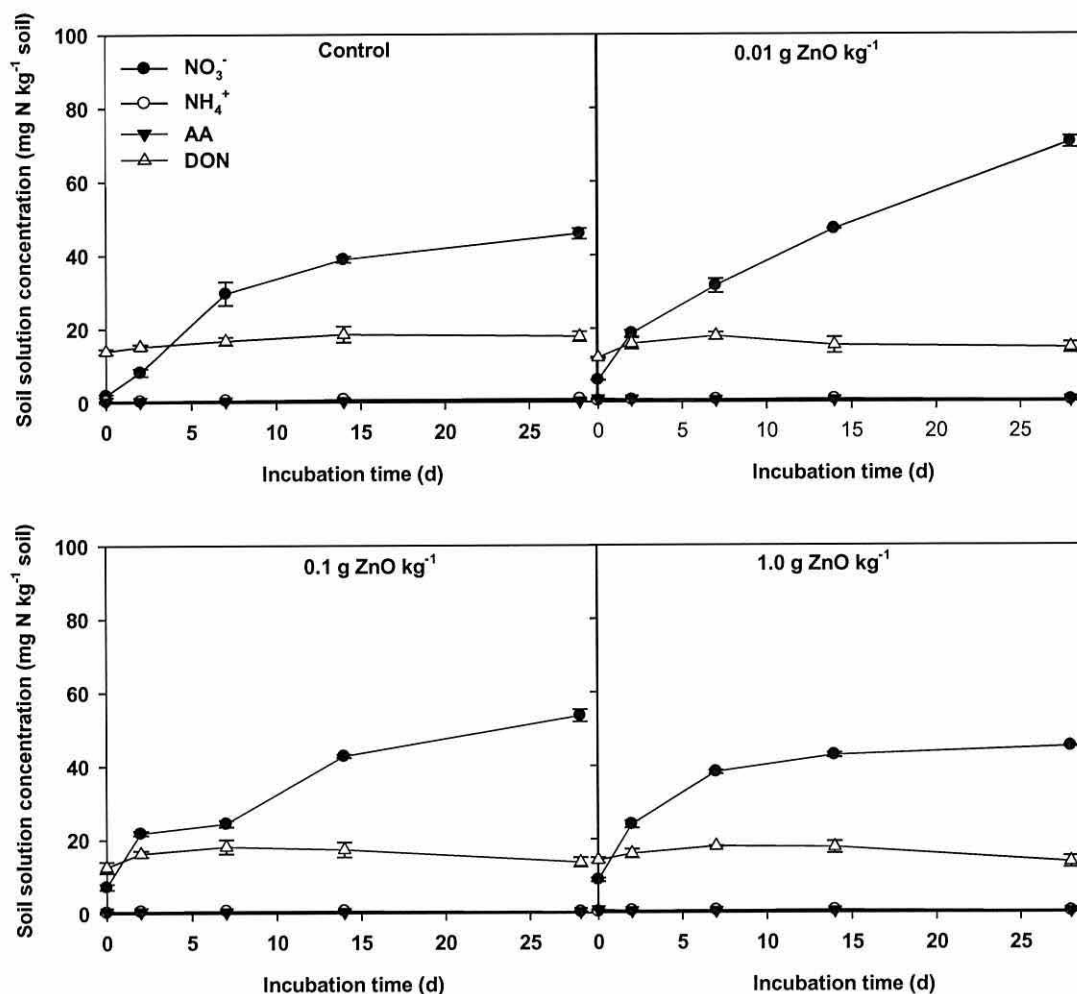 Control
0.01 g ZnO kg⁻¹
NO₃⁻
NH₄⁺
AA
DON
Soil solution concentration (mg N kg⁻¹ soil)
100
80
60
40
20
0
0 5 10 15 20 25
0 5 10 15 20 25
Incubation time (d)
Incubation time (d)
0.1 g ZnO kg⁻¹
1.0 g ZnO kg⁻¹
Soil solution concentration (mg N kg⁻¹ soil)
100
80
60
40
20
0
0 5 10 15 20 25
0 5 10 15 20 25
Incubation time (d)
Incubation time (d)